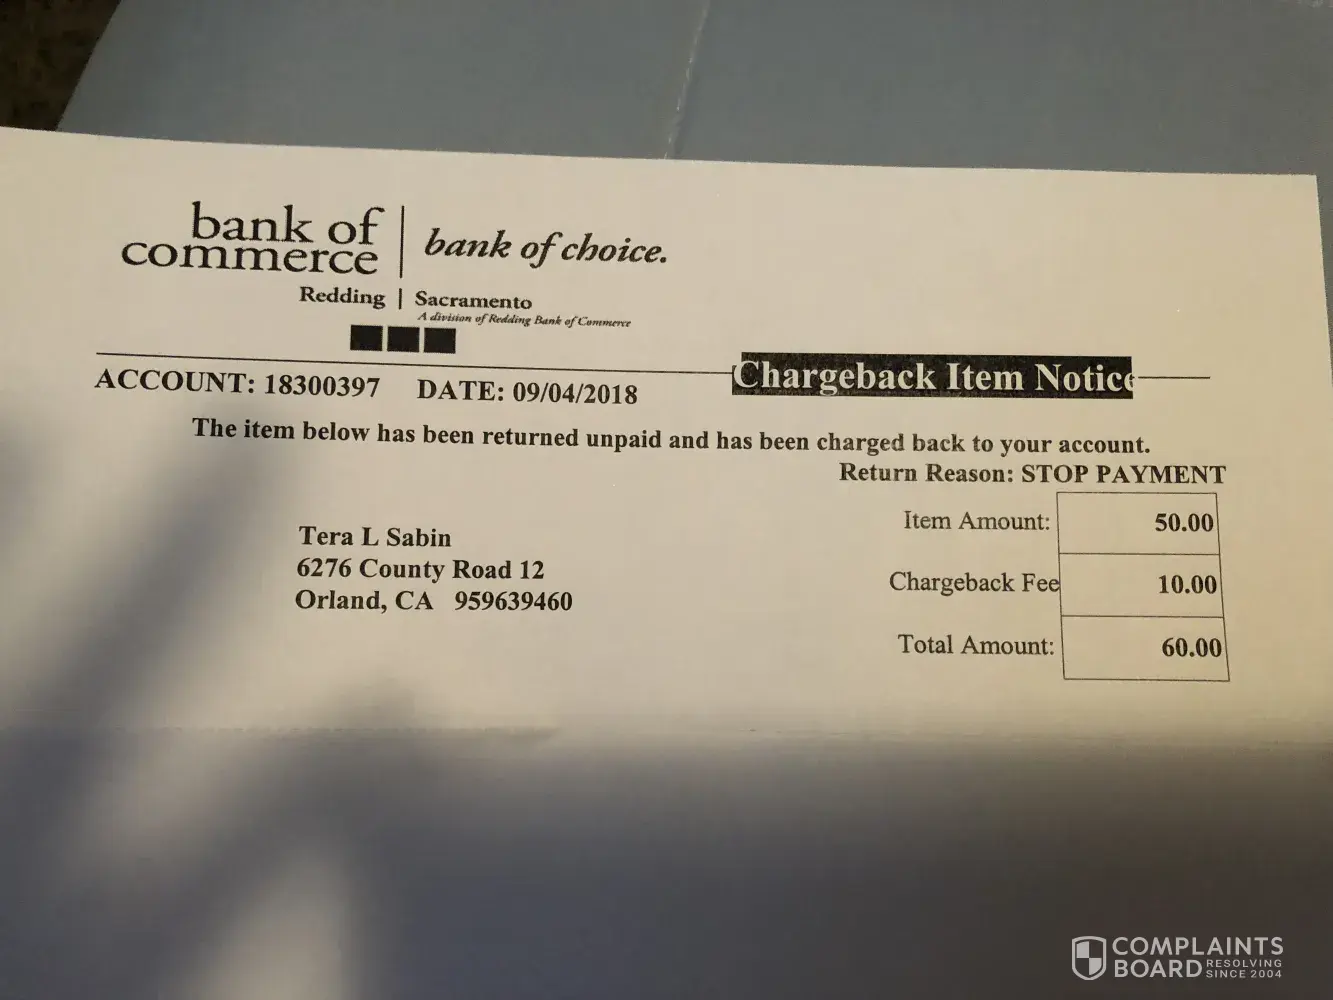 bank of commerce | bank of choice.
Redding | Sacramento
A division of Redding Bank of Commerce
Chargeback Item Notice
ACCOUNT: 18300397 DATE: 09/04/2018
The item below has been returned unpaid and has been charged back to your account.
Return Reason: STOP PAYMENT
Tera L Sabin
6276 County Road 12
Orland, CA 959639460
Item Amount: 50.00
Chargeback Fee 10.00
Total Amount: 60.00
COMPLAINTS
BOARD RESOLVING
SINCE 2004